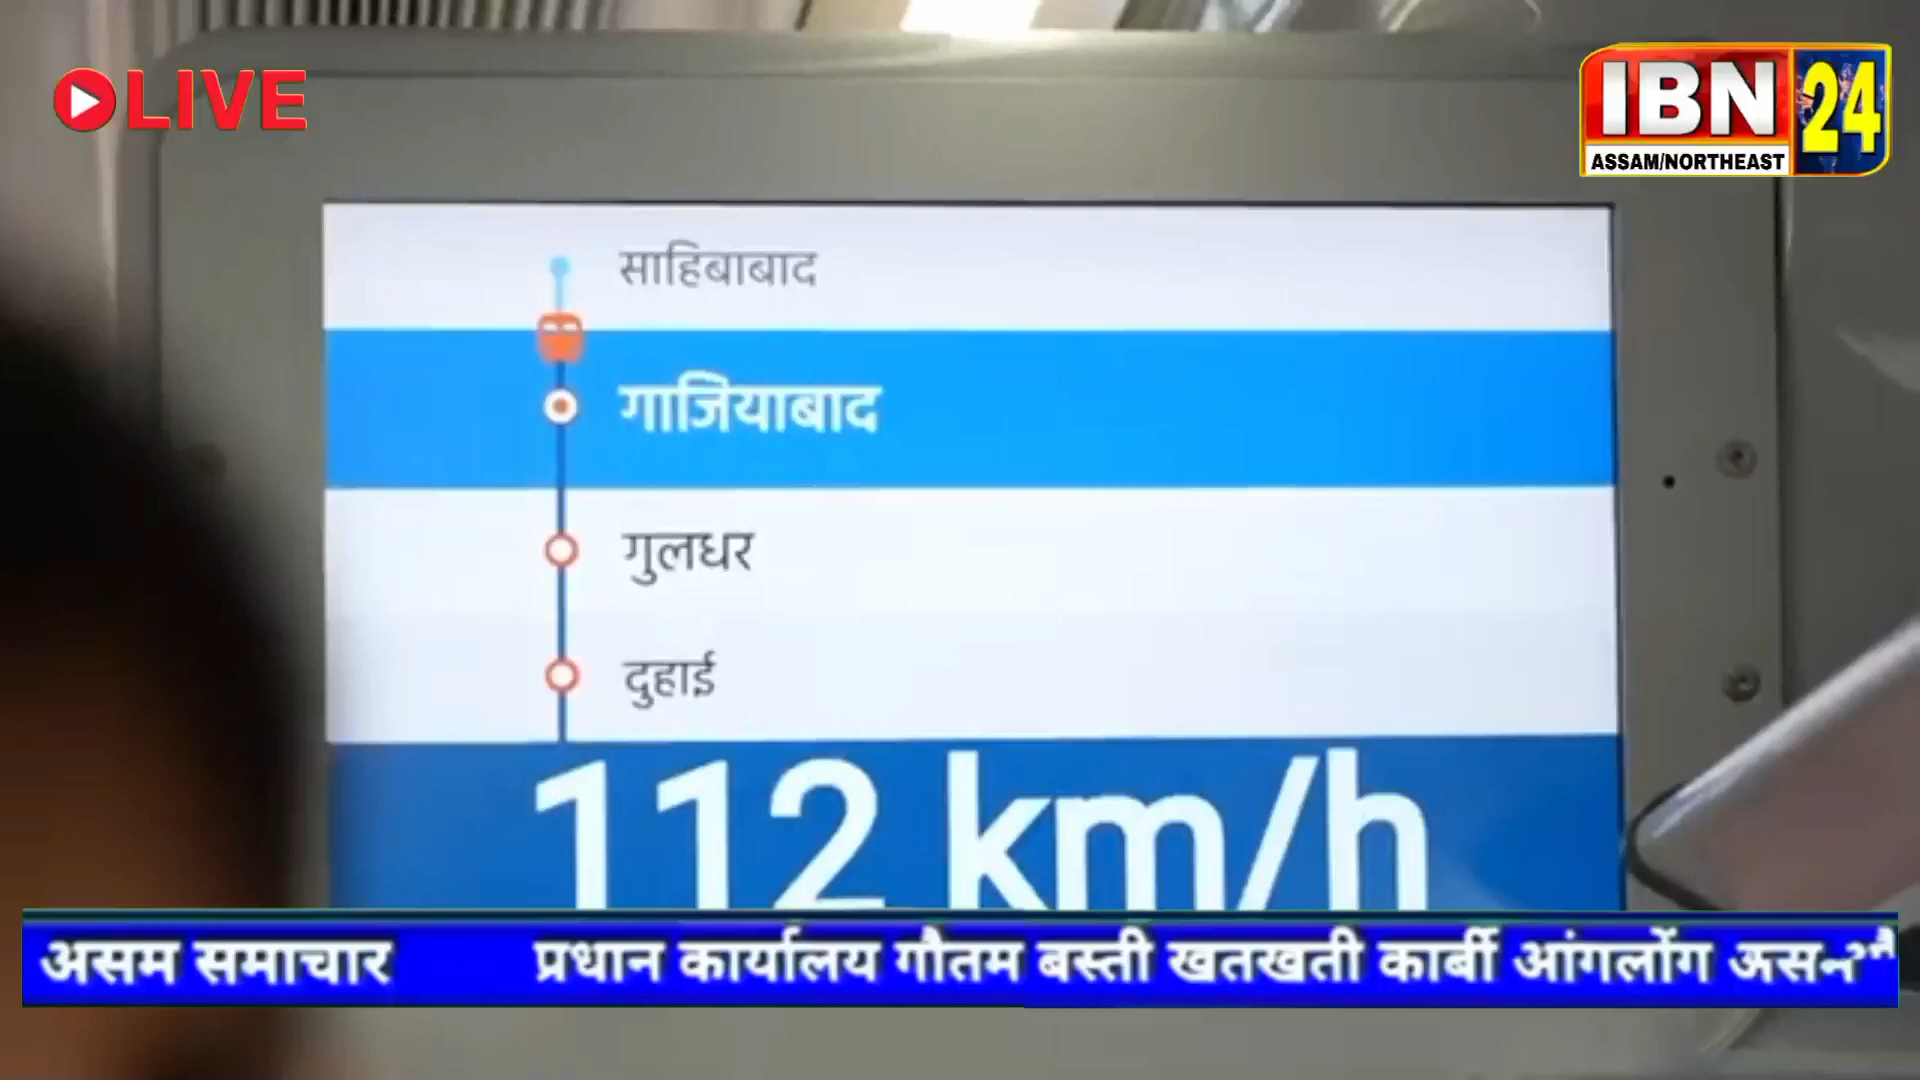 LIVE
IBN 24
ASSAM/NORTHEAST
साहिबाबाद
गाजियाबाद
गुलधर
दुहाई
112 km/h
असम समाचार प्रधान कार्यालय गौतम बस्ती खतखती कार्बी आंगलोंग